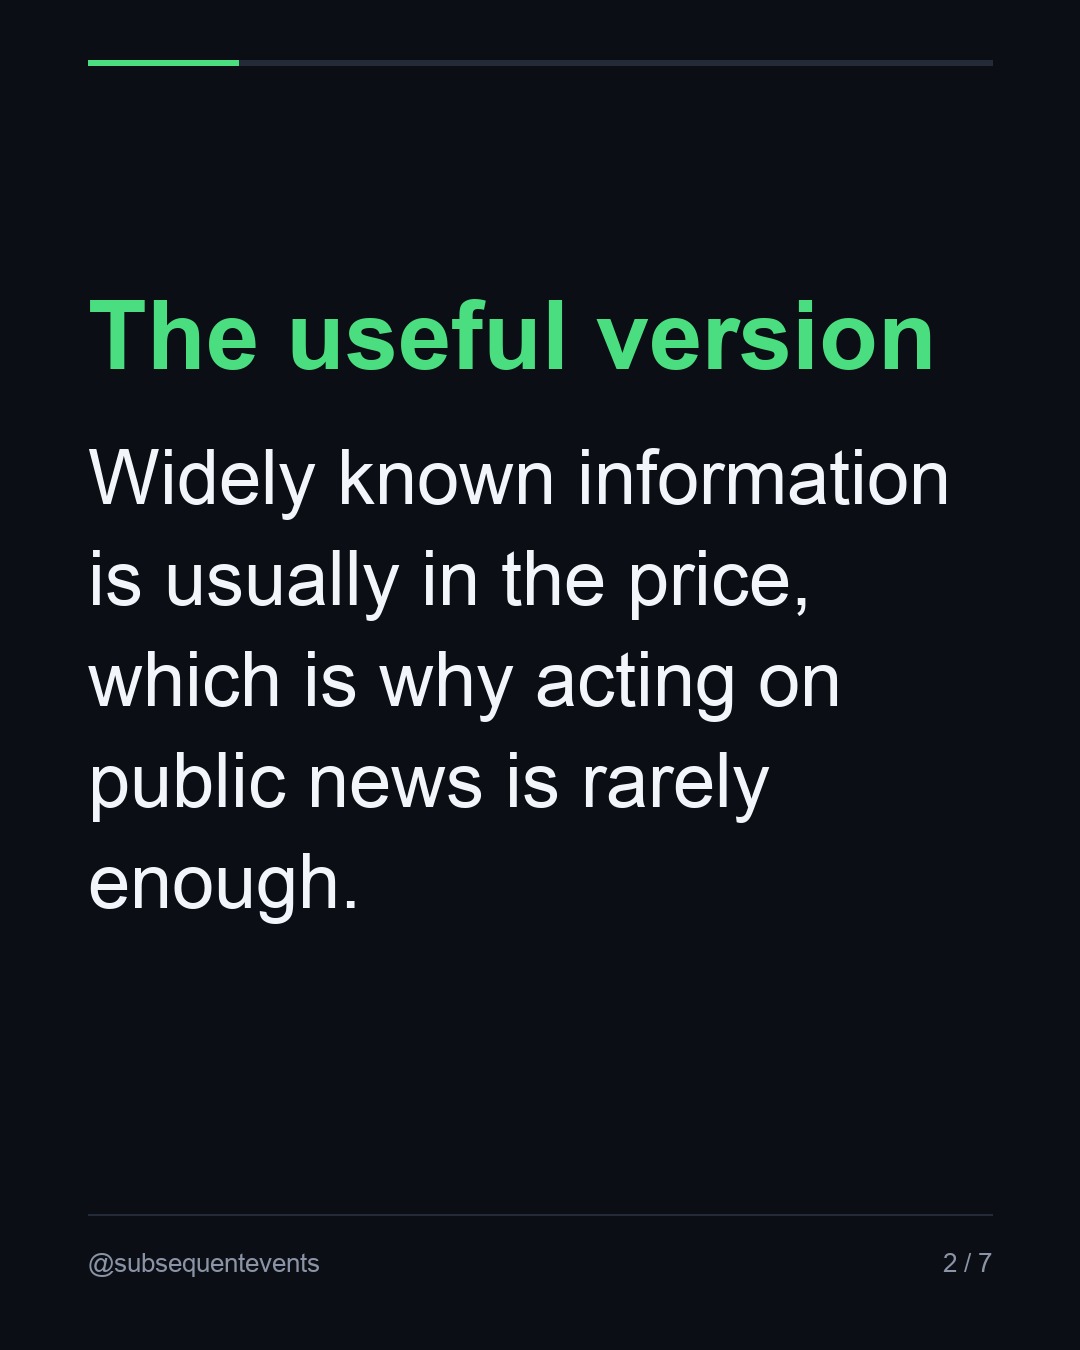 The useful version
Widely known information
is usually in the price,
which is why acting on
public news is rarely
enough.
@subsequentevents
2 / 7